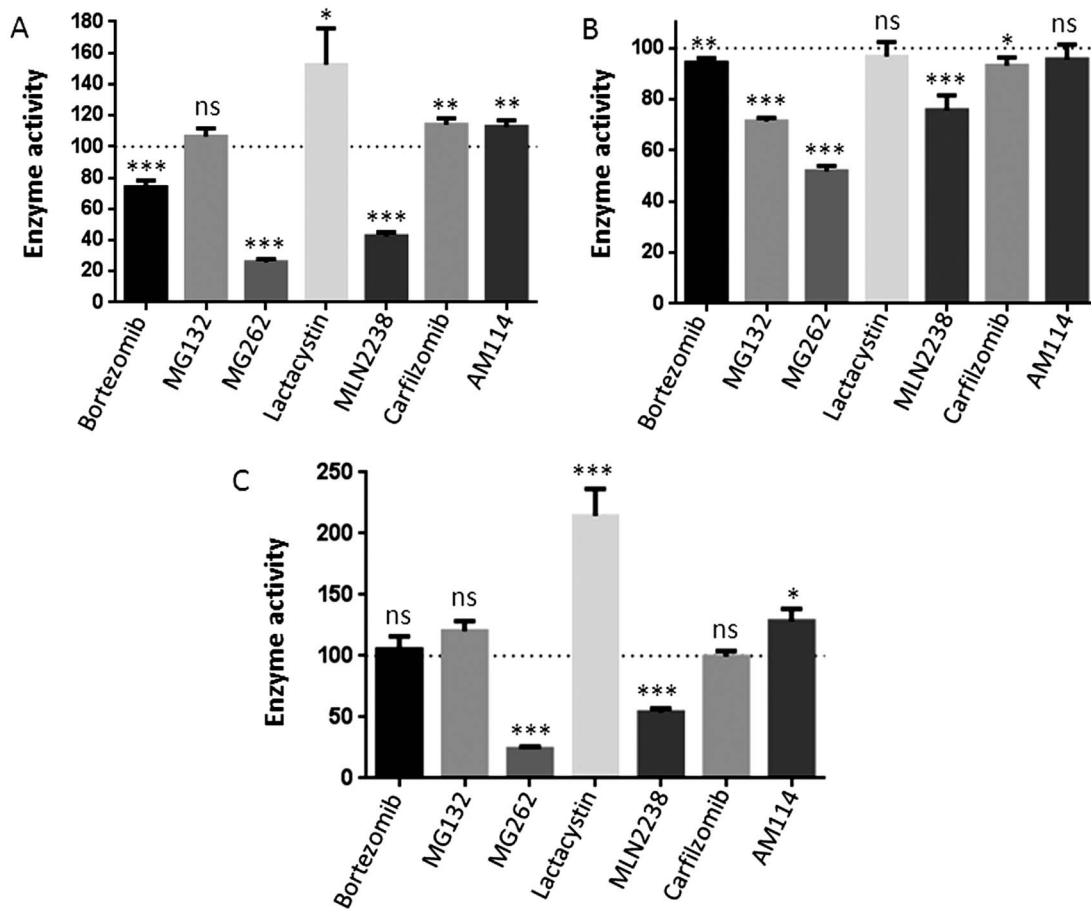 A
Enzyme activity
180
160
140
120
100
80
60
40
20
0
***
ns
***
*
***
**
**
Bortezomib
MG132
MG262
Lactacystin
MLN2238
Carfilzomib
AM114
B
Enzyme activity
100
80
60
40
20
0
**
***
***
ns
***
*
ns
Bortezomib
MG132
MG262
Lactacystin
MLN2238
Carfilzomib
AM114
C
Enzyme activity
250
200
150
100
50
0
ns
ns
***
***
***
ns
*
Bortezomib
MG132
MG262
Lactacystin
MLN2238
Carfilzomib
AM114